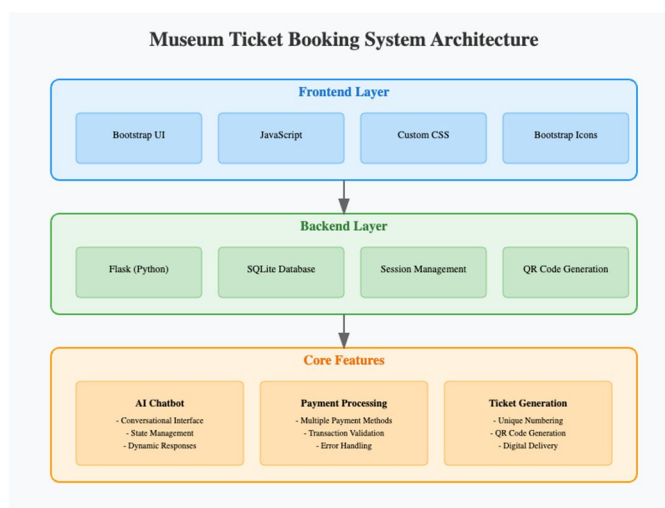 Museum Ticket Booking System Architecture
Frontend Layer
Bootstrap UI
JavaScript
Custom CSS
Bootstrap Icons
Backend Layer
Flask (Python)
SQLite Database
Session Management
QR Code Generation
Core Features
AI Chatbot
- Conversational Interface
- State Management
- Dynamic Responses
Payment Processing
- Multiple Payment Methods
- Transaction Validation
- Error Handling
Ticket Generation
- Unique Numbering
- QR Code Generation
- Digital Delivery